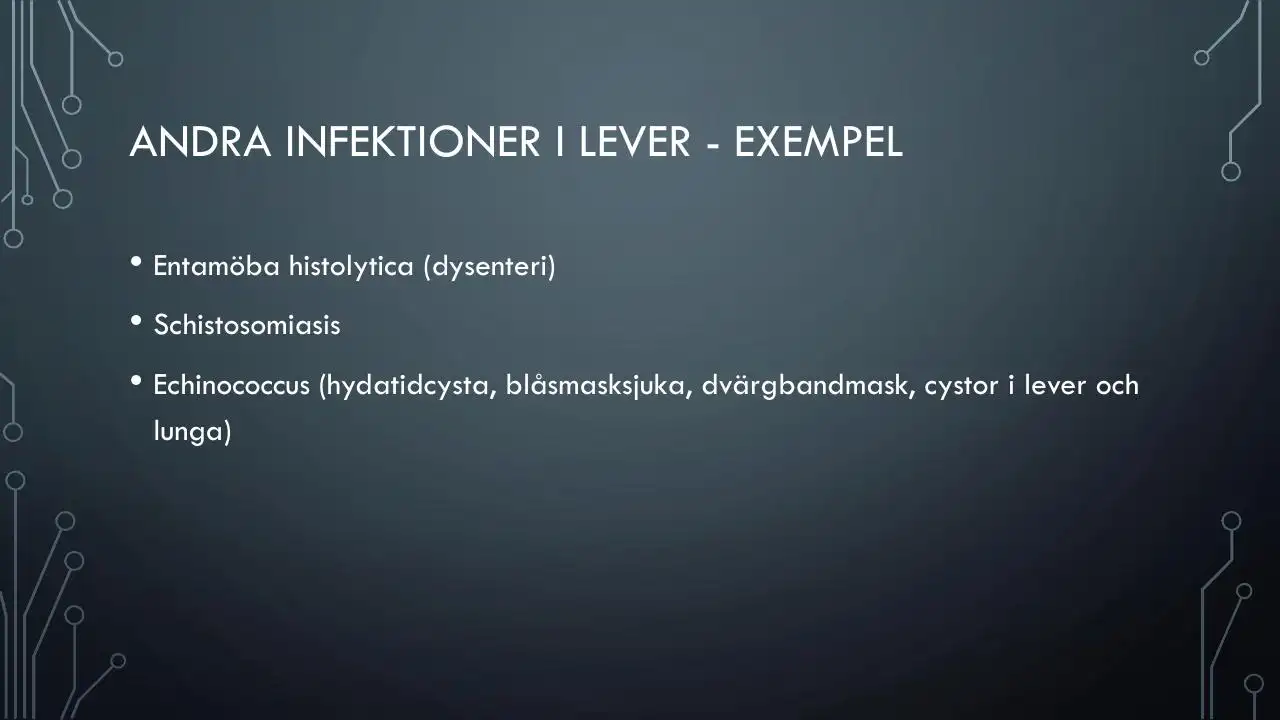 ANDRA INFEKTIONER I LEVER - EXEMPEL
• Entamöba histolytica (dysenteri)
• Schistosomiasis
• Echinococcus (hydatidcysta, blåsmasksjuka, dvärgbandmask, cystor i lever och
lunga)